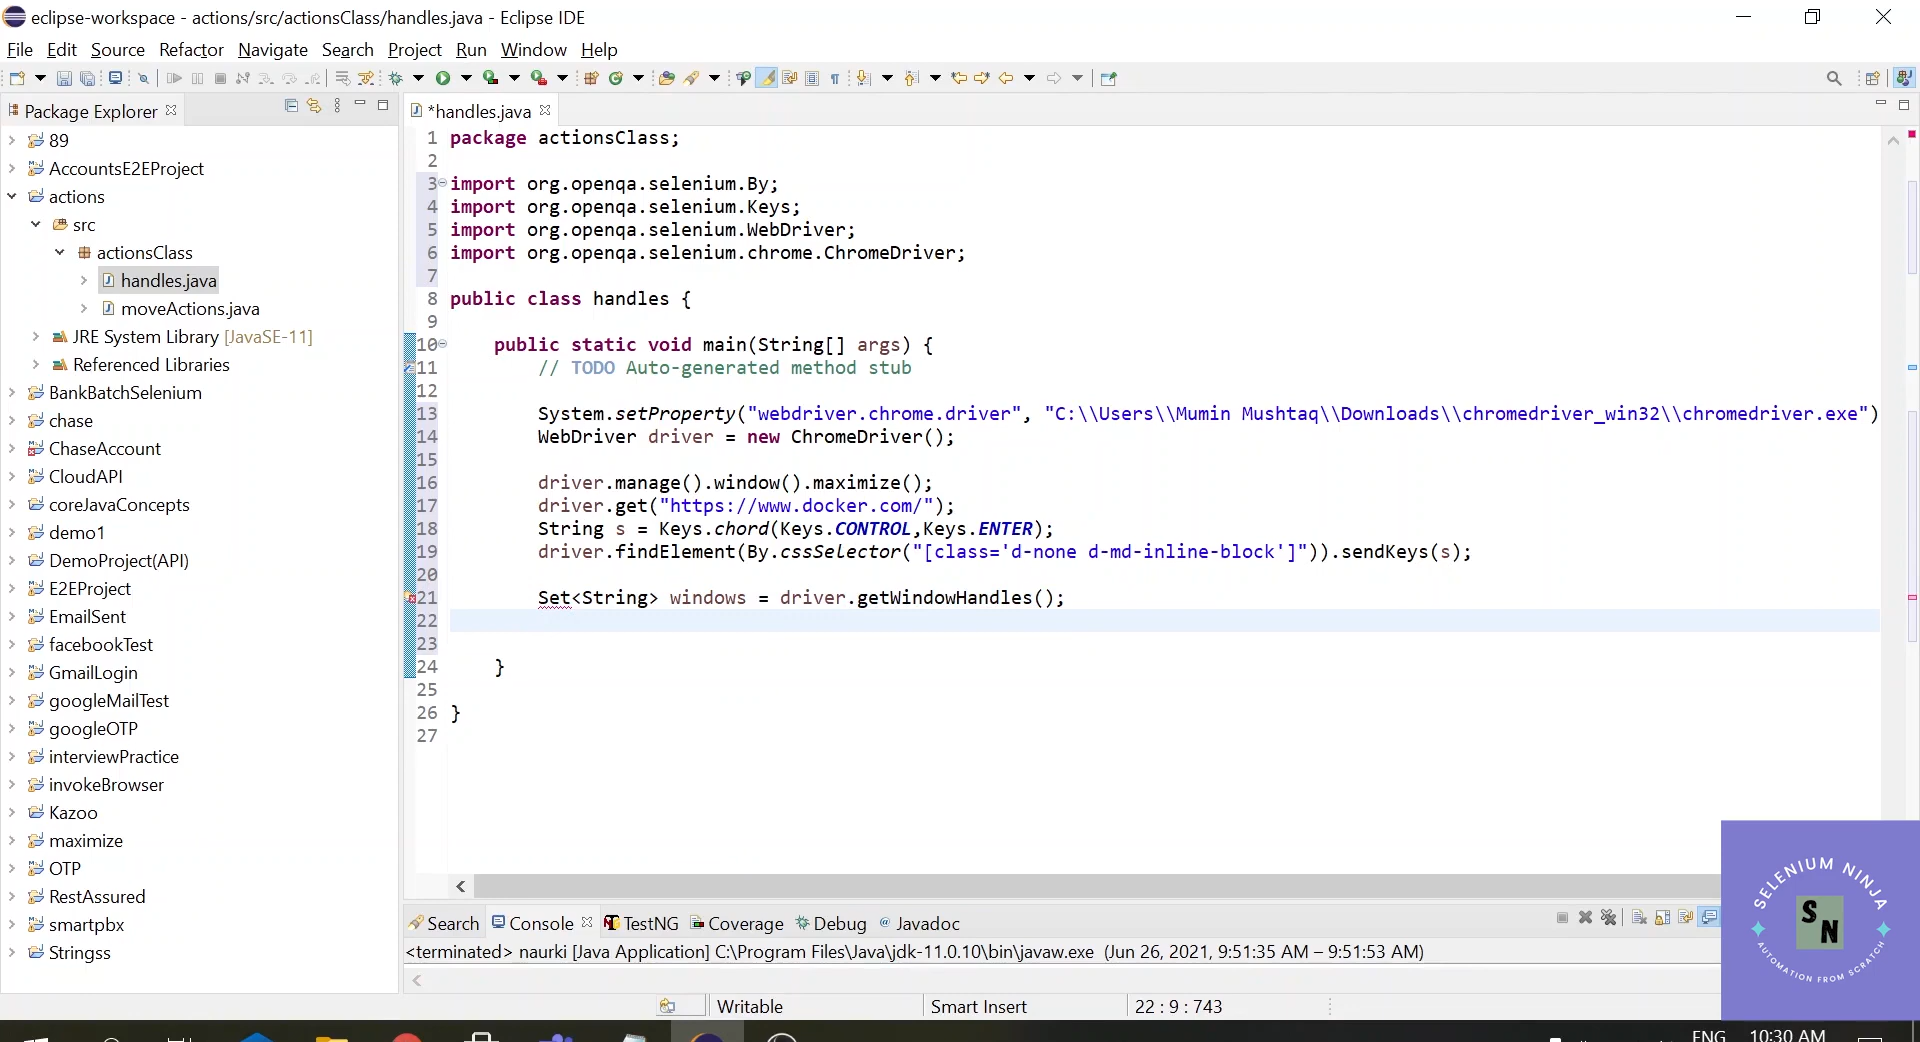 eclipse-workspace - actions/src/actionsClass/handles.java - Eclipse IDE
File Edit Source Refactor Navigate Search Project Run Window Help
Package Explorer
89
AccountsE2EProject
actions
src
actionsClass
handles.java
moveActions.java
JRE System Library [JavaSE-11]
Referenced Libraries
BankBatchSelenium
chase
ChaseAccount
CloudAPI
coreJavaConcepts
demo1
DemoProject(API)
E2EProject
EmailSent
facebookTest
GmailLogin
googleMailTest
googleOTP
interviewPractice
invokeBrowser
Kazoo
maximize
OTP
RestAssured
smartpbx
Stringss
*handles.java
1 package actionsClass;
2
3 import org.openqa.selenium.By;
4 import org.openqa.selenium.Keys;
5 import org.openqa.selenium.WebDriver;
6 import org.openqa.selenium.chrome.ChromeDriver;
7
8 public class handles {
9
10 public static void main(String[] args) {
11 // TODO Auto-generated method stub
12
13 System.setProperty("webdriver.chrome.driver", "C:\\Users\\Mumin Mushtaq\\Downloads\\chromedriver_win32\\chromedriver.exe")
14 WebDriver driver = new ChromeDriver();
15
16 driver.manage().window().maximize();
17 driver.get("https://www.docker.com/");
18 String s = Keys.chord(Keys.CONTROL,Keys.ENTER);
19 driver.findElement(By.cssSelector("[class='d-none d-md-inline-block']")).sendKeys(s);
20
21 Set<String> windows = driver.getWindowHandles();
22
23
24 }
25
26 }
27
Search Console TestNG Coverage Debug @ Javadoc
<terminated> naurki [Java Application] C:\Program Files\Java\jdk-11.0.10\bin\javaw.exe (Jun 26, 2021, 9:51:35 AM – 9:51:53 AM)
Writable Smart Insert 22 : 9 : 743
SELENIUM NINJA
SN
AUTOMATION FROM SCRATCH
ENG 10:30 AM